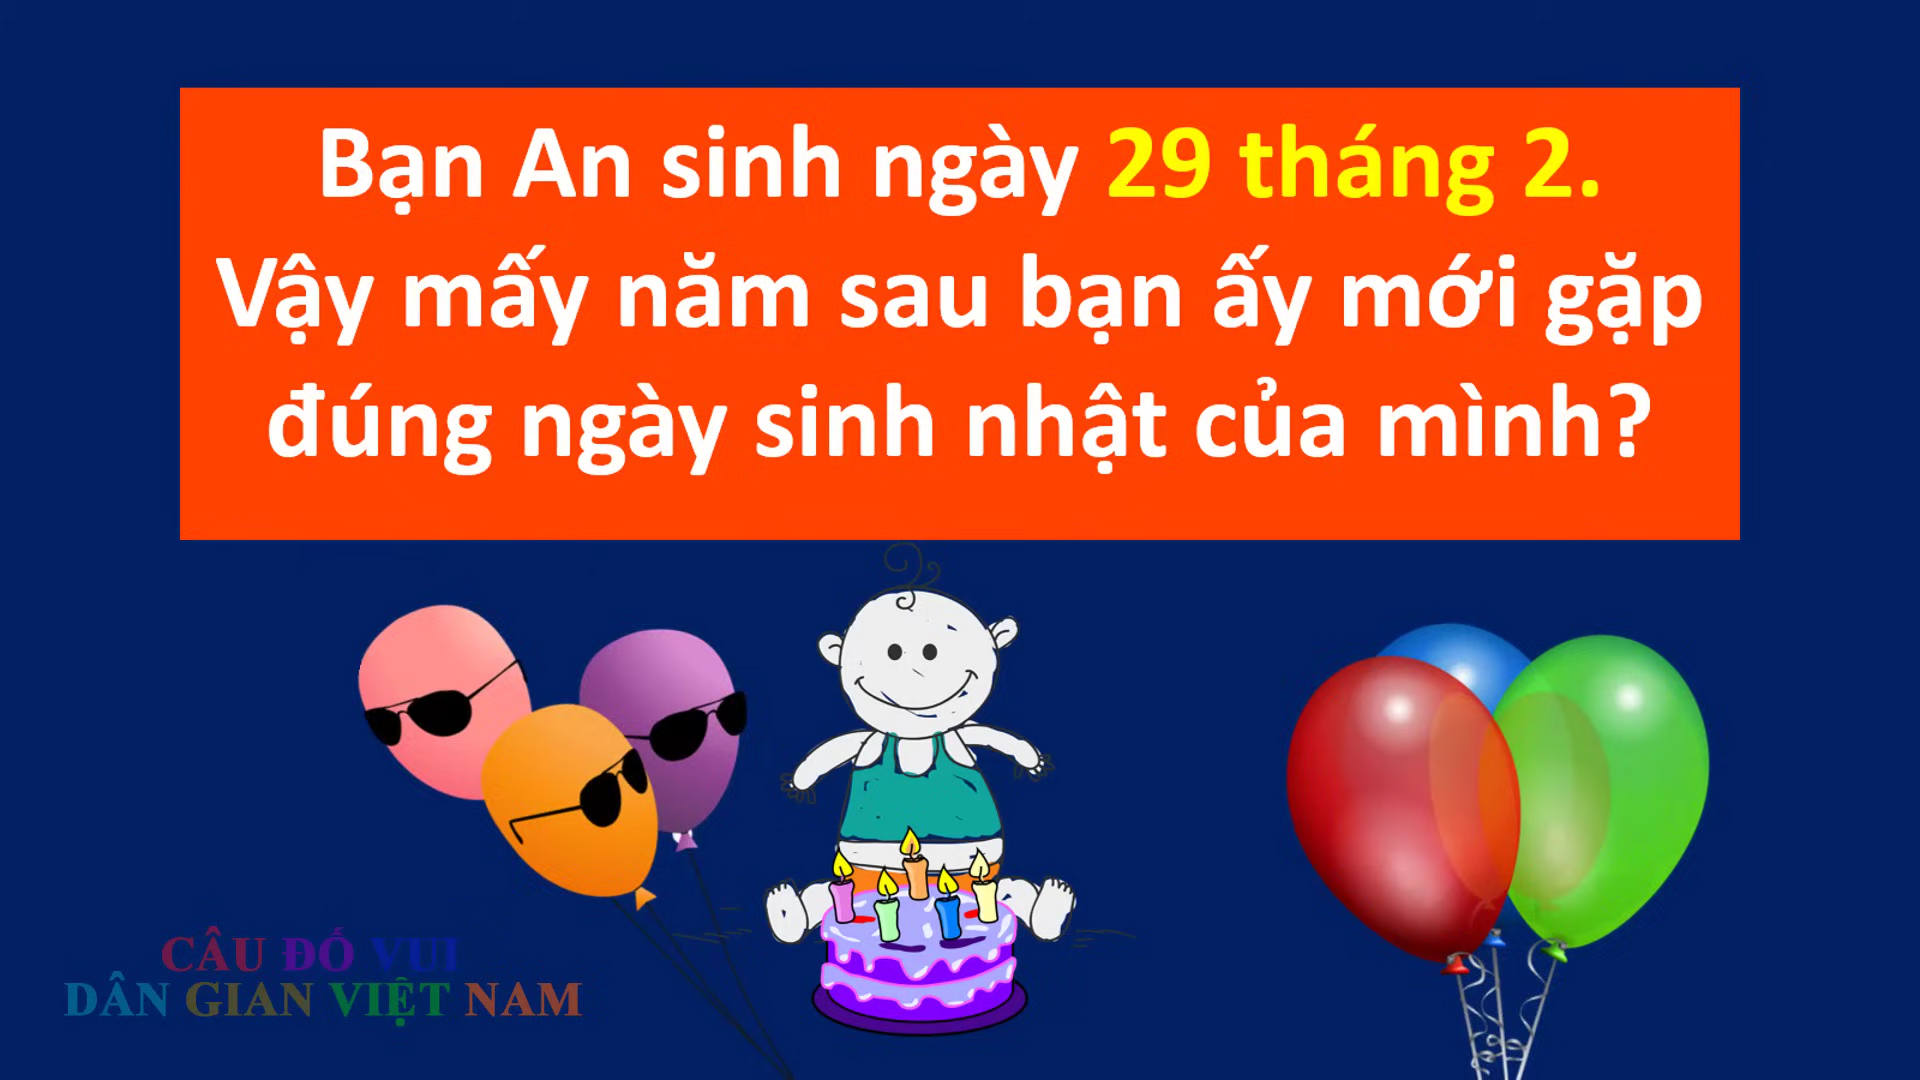 Bạn An sinh ngày 29 tháng 2.
Vậy mấy năm sau bạn ấy mới gặp
đúng ngày sinh nhật của mình?
CÂU ĐỐ VUI
DÂN GIAN VIỆT NAM